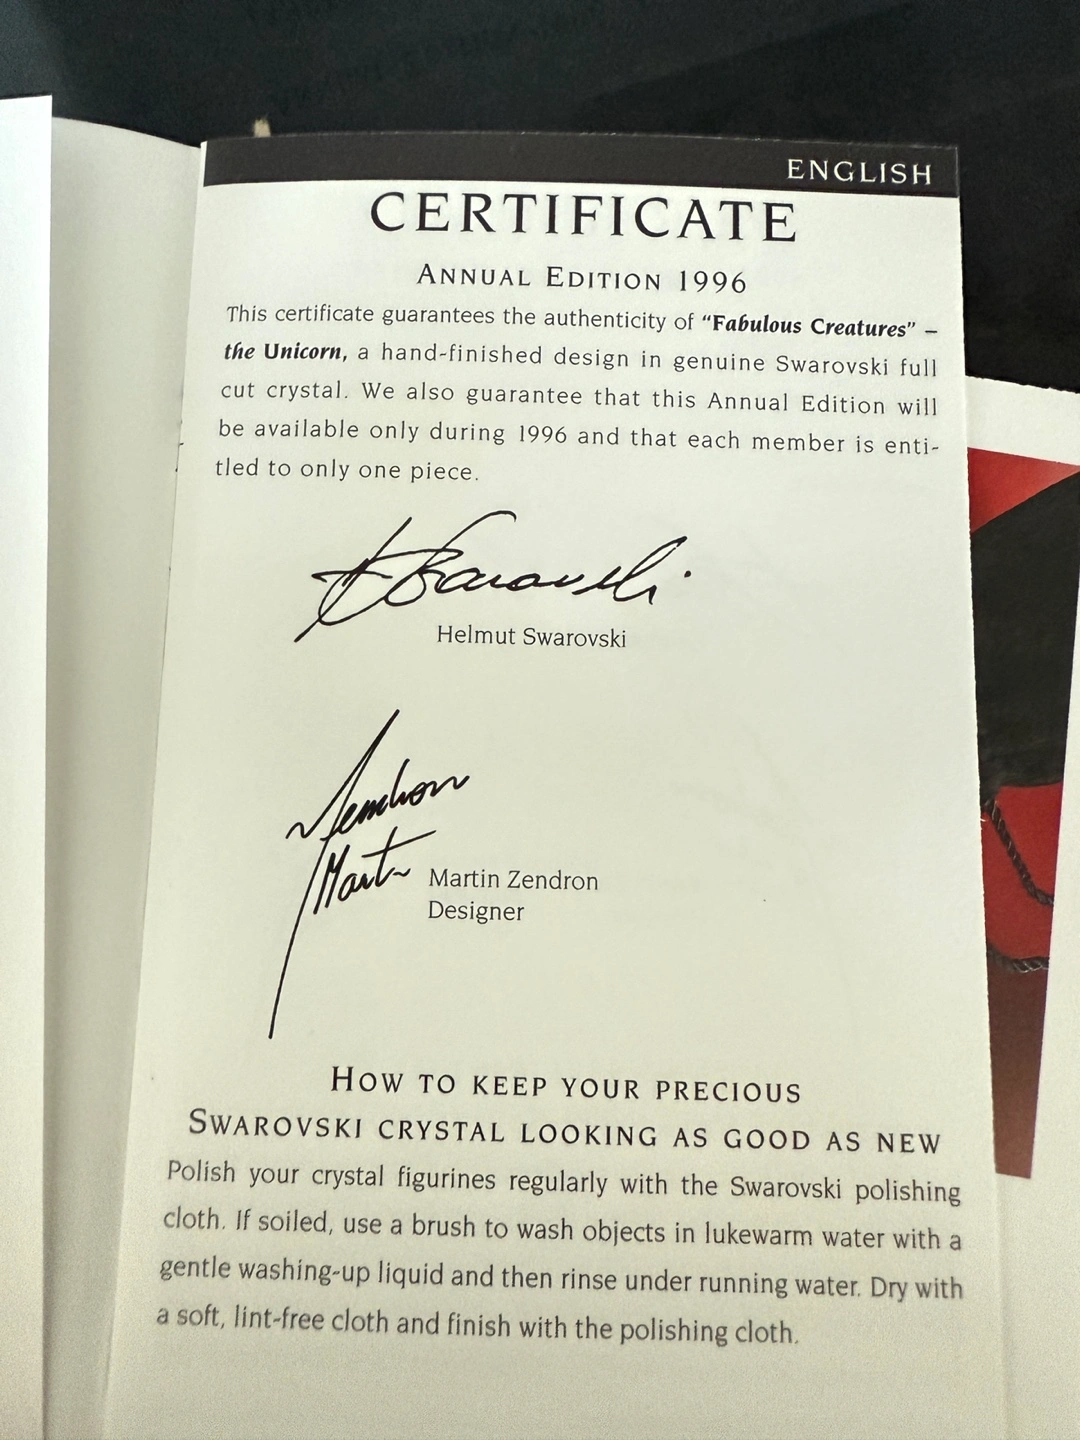 ENGLISH
CERTIFICATE
ANNUAL EDITION 1996
This certificate guarantees the authenticity of “Fabulous Creatures” –
the Unicorn, a hand-finished design in genuine Swarovski full
cut crystal. We also guarantee that this Annual Edition will
be available only during 1996 and that each member is enti-
tled to only one piece.
Swarovski
Helmut Swarovski
Zendron
Martin
Martin Zendron
Designer
HOW TO KEEP YOUR PRECIOUS
SWAROVSKI CRYSTAL LOOKING AS GOOD AS NEW
Polish your crystal figurines regularly with the Swarovski polishing
cloth. If soiled, use a brush to wash objects in lukewarm water with a
gentle washing-up liquid and then rinse under running water. Dry with
a soft, lint-free cloth and finish with the polishing cloth.